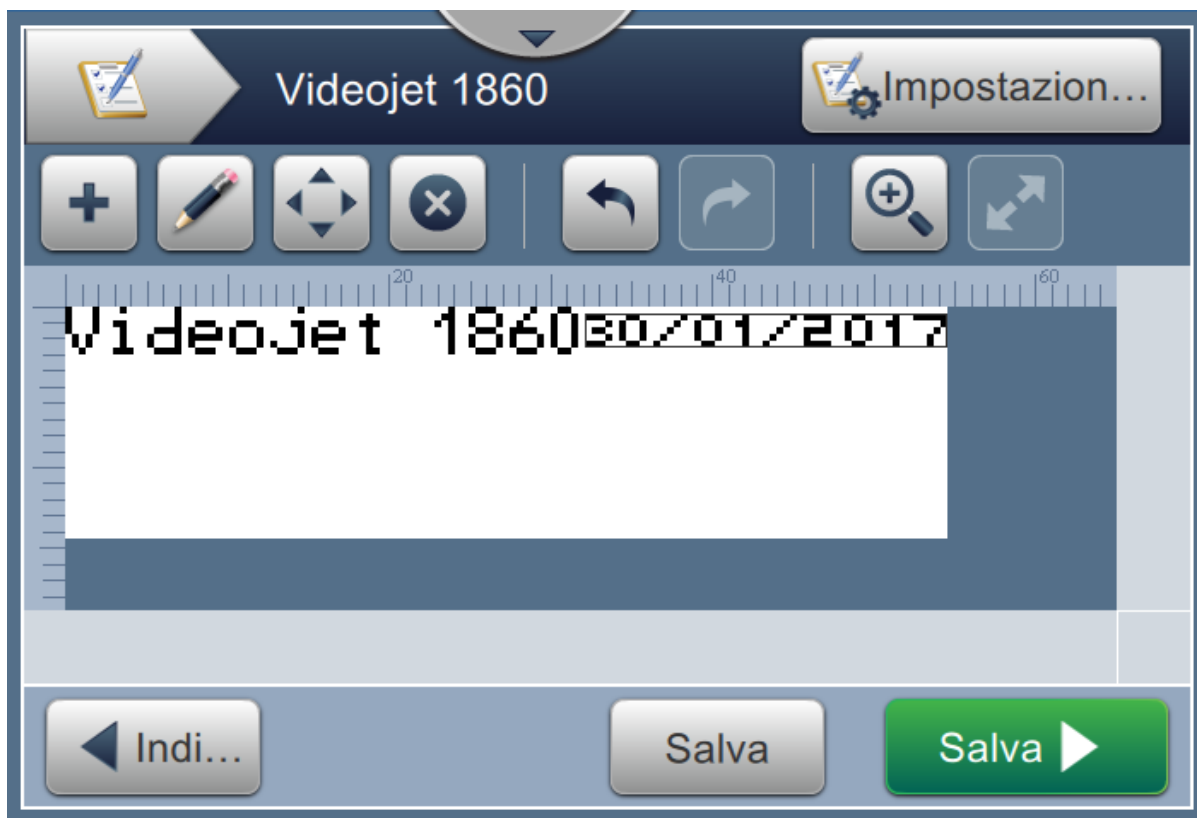 Videojet 1860
Impostazion...
20 40 60
Videojet 1860 30/01/2017
Indi...
Salva
Salva